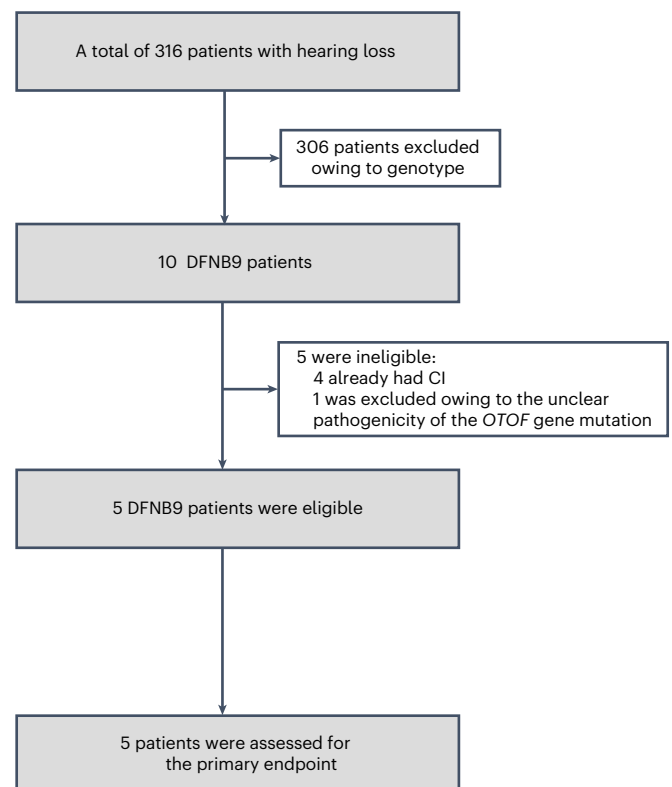 A total of 316 patients with hearing loss
306 patients excluded
owing to genotype
10 DFNB9 patients
5 were ineligible:
4 already had CI
1 was excluded owing to the unclear
pathogenicity of the OTOF gene mutation
5 DFNB9 patients were eligible
5 patients were assessed for
the primary endpoint